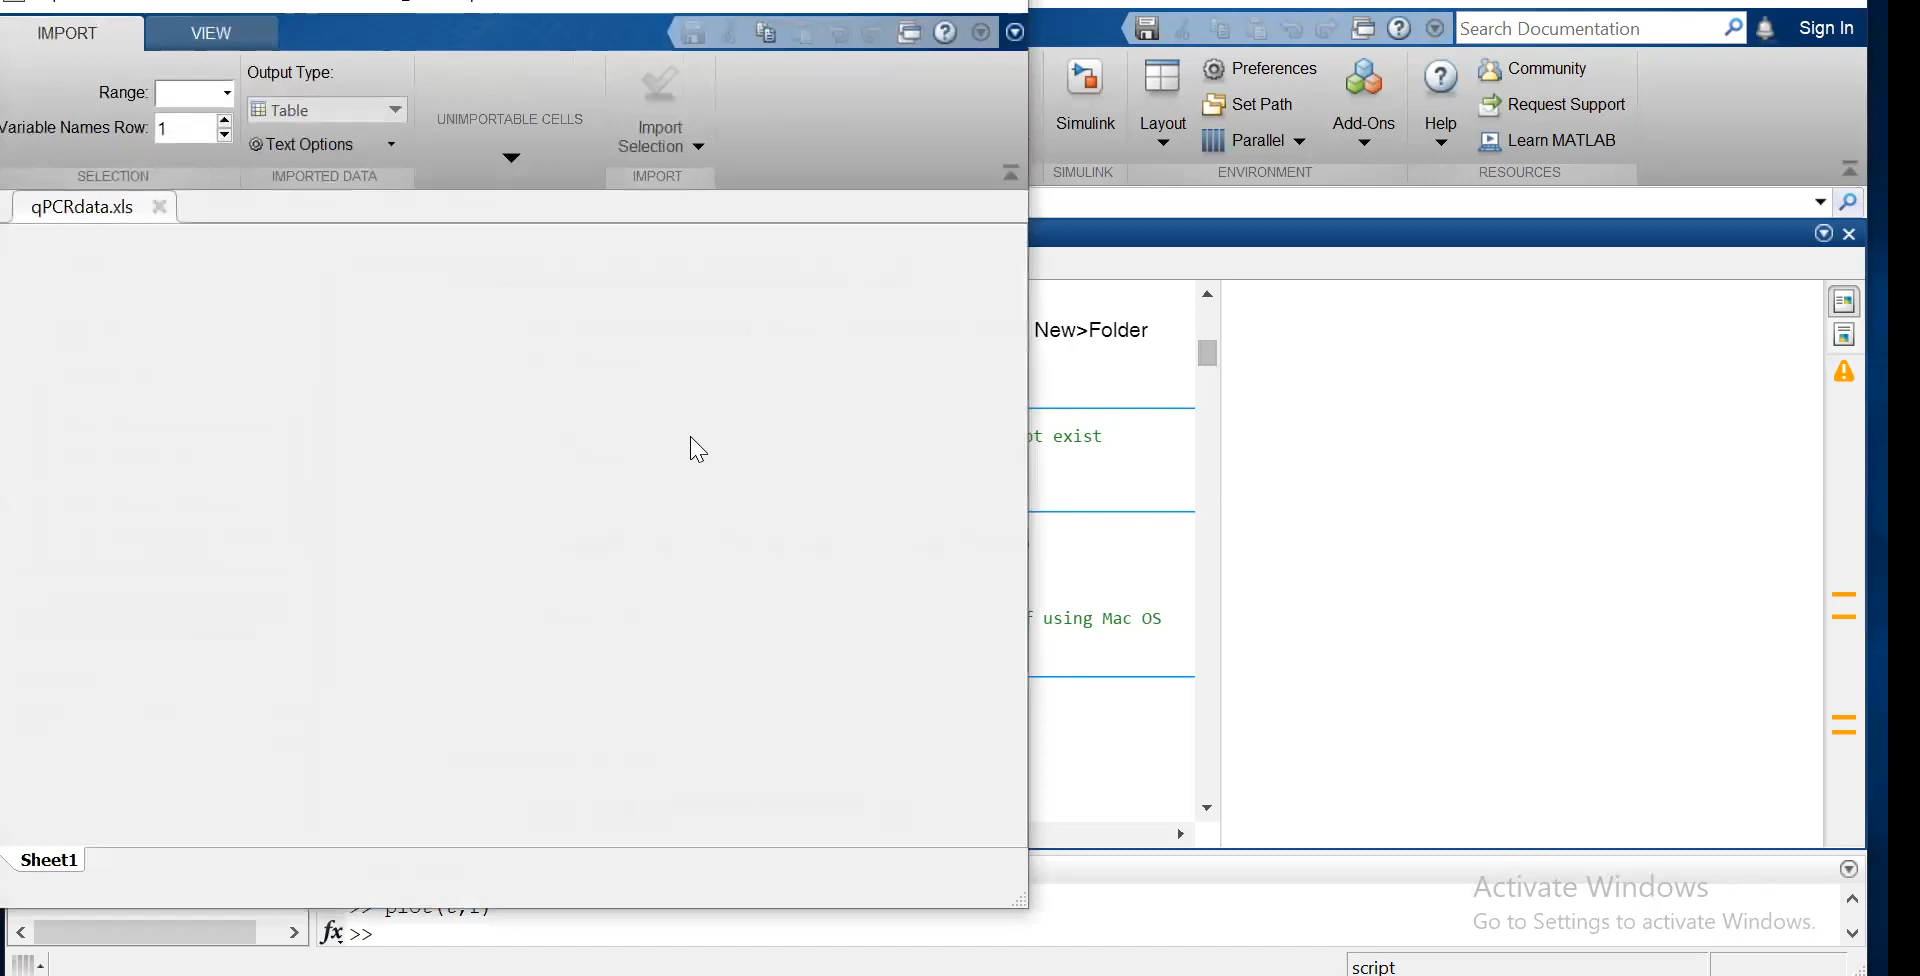 IMPORT
VIEW
Search Documentation
Sign In
Range:
Variable Names Row: 1
SELECTION
Output Type:
Table
Text Options
IMPORTED DATA
UNIMPORTABLE CELLS
Import
Selection
IMPORT
Simulink
SIMULINK
Layout
Preferences
Set Path
Parallel
Add-Ons
ENVIRONMENT
Help
Community
Request Support
Learn MATLAB
RESOURCES
qPCRdata.xls
New>Folder
exist
using Mac OS
Sheet1
fx >>
Activate Windows
Go to Settings to activate Windows.
script